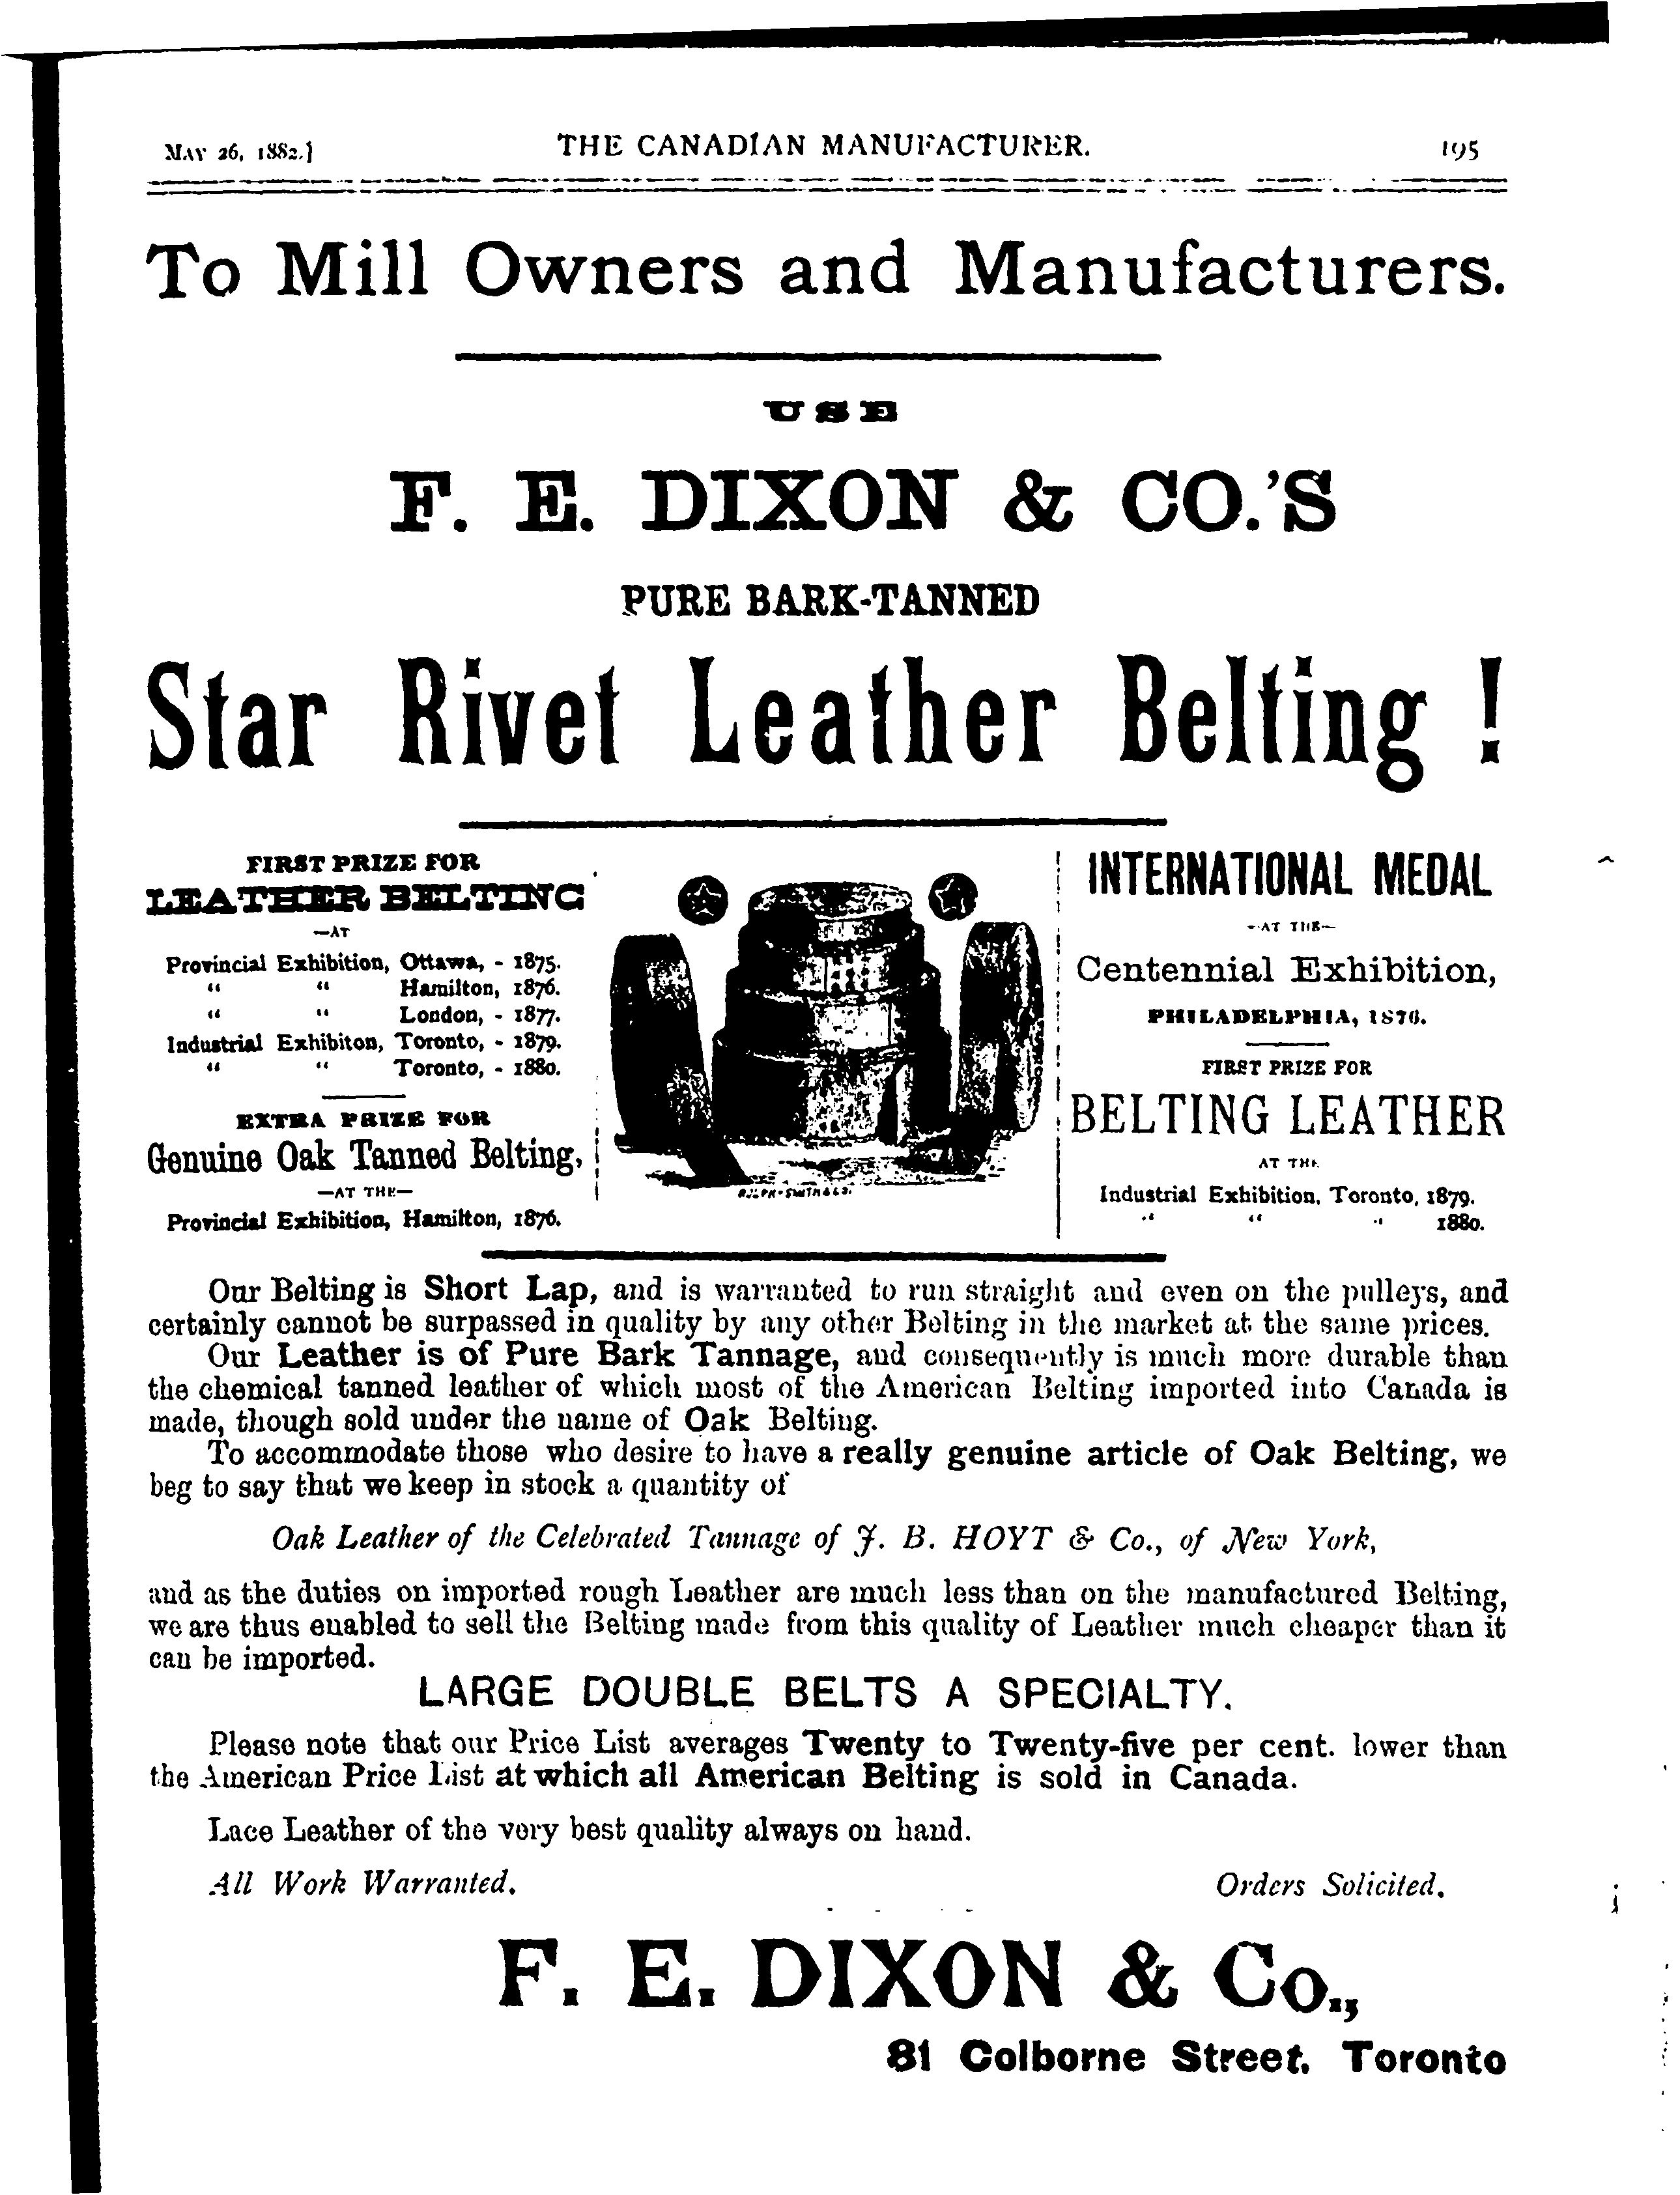 MAY 26, 1882.]
THE CANADIAN MANUFACTURER.
195
To Mill Owners and Manufacturers.
USE
F. E. DIXON & CO.'S
PURE BARK-TANNED
Star Rivet Leather Belting !
FIRST PRIZE FOR
LEATHER BELTING
—AT
Provincial Exhibition, Ottawa, - 1875.
“ “ Hamilton, 1876.
“ “ London, - 1877.
Industrial Exhibiton, Toronto, - 1879.
“ “ Toronto, - 1880.
EXTRA PRIZE FOR
Genuine Oak Tanned Belting,
—AT THE—
Provincial Exhibition, Hamilton, 1876.
INTERNATIONAL MEDAL
-AT THE—
Centennial Exhibition,
PHILADELPHIA, 1876.
FIRST PRIZE FOR
BELTING LEATHER
AT THE
Industrial Exhibition, Toronto, 1879.
“ “ “ 1880.
Our Belting is Short Lap, and is warranted to run straight and even on the pulleys, and
certainly cannot be surpassed in quality by any other Belting in the market at the same prices.
Our Leather is of Pure Bark Tannage, and consequently is much more durable than
the chemical tanned leather of which most of the American Belting imported into Canada is
made, though sold under the name of Oak Belting.
To accommodate those who desire to have a really genuine article of Oak Belting, we
beg to say that we keep in stock a quantity of
Oak Leather of the Celebrated Tannage of J. B. HOYT & Co., of New York,
and as the duties on imported rough Leather are much less than on the manufactured Belting,
we are thus enabled to sell the Belting made from this quality of Leather much cheaper than it
can be imported.
LARGE DOUBLE BELTS A SPECIALTY.
Please note that our Price List averages Twenty to Twenty-five per cent. lower than
the American Price List at which all American Belting is sold in Canada.
Lace Leather of the very best quality always on hand.
All Work Warranted.
Orders Solicited.
F. E. DIXON & Co.,
81 Colborne Street, Toronto